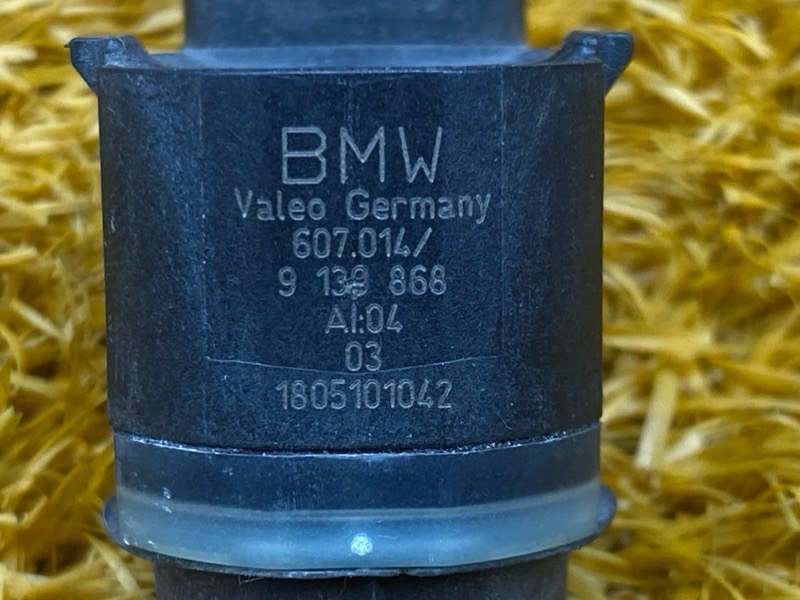 BMW
Valeo Germany
607.014/
9 139 868
AI:04
03
1805101042